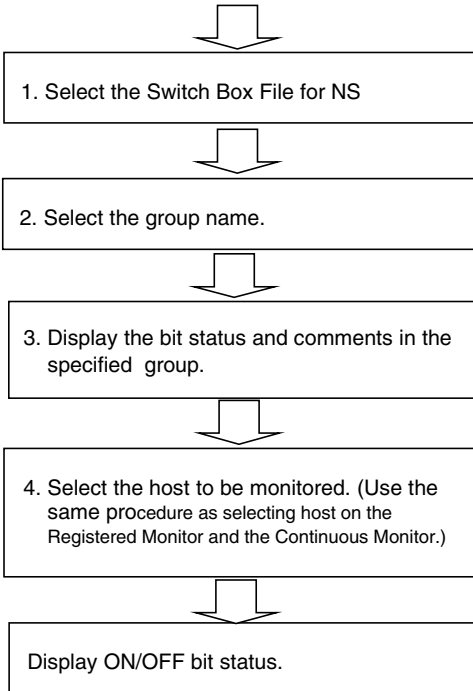 1. Select the Switch Box File for NS
2. Select the group name.
3. Display the bit status and comments in the
specified group.
4. Select the host to be monitored. (Use the
same procedure as selecting host on the
Registered Monitor and the Continuous Monitor.)
Display ON/OFF bit status.